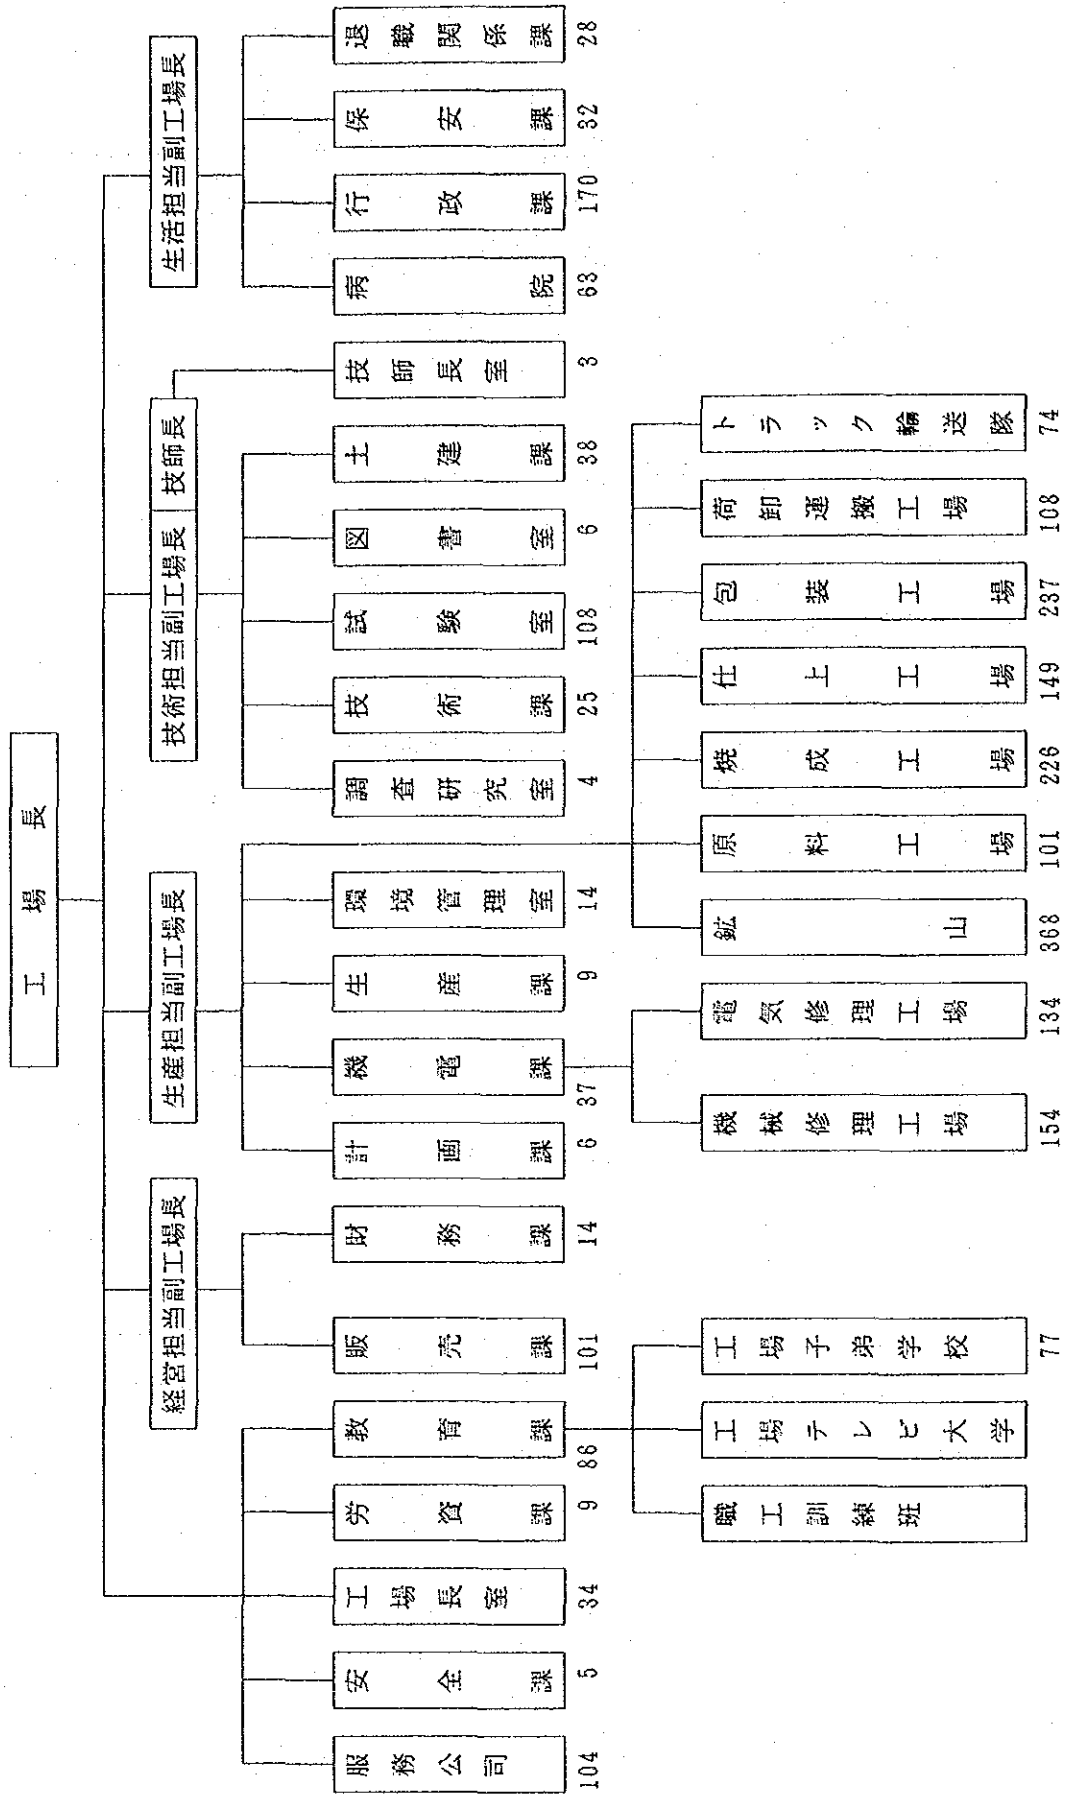 工場長
経営担当副工場長
生産担当副工場長
技術担当副工場長
技師長
生活担当副工場長
服務公司
104
安全課
5
工場長室
34
労資課
9
教育課
86
販売課
101
財務課
14
計画課
6
機電課
37
生産課
9
環境管理室
14
調査研究室
4
技術課
25
試験室
108
図書室
6
土建課
38
技師長室
3
病院
63
行政課
170
保安課
32
退職関係課
28
職工訓練班
工場テレビ大学
工場子弟学校
77
機械修理工場
154
電気修理工場
134
鉱山
368
原料工場
101
焼成工場
226
仕上工場
149
包装工場
237
荷卸運搬工場
108
トラック輸送隊
74